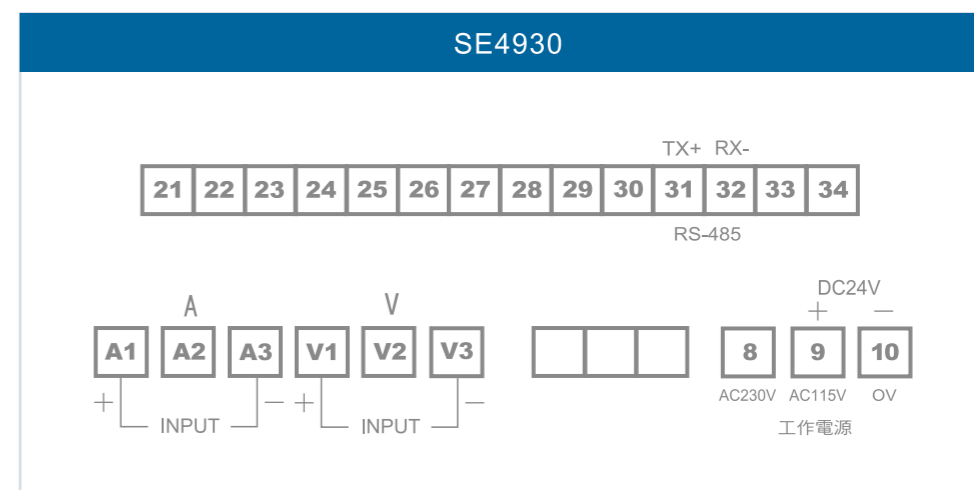 SE4930
TX+ RX-
21 22 23 24 25 26 27 28 29 30 31 32 33 34
RS-485
A V DC24V
+ −
A1 A2 A3 V1 V2 V3 8 9 10
AC230V AC115V OV
+ INPUT − + INPUT −
工作電源